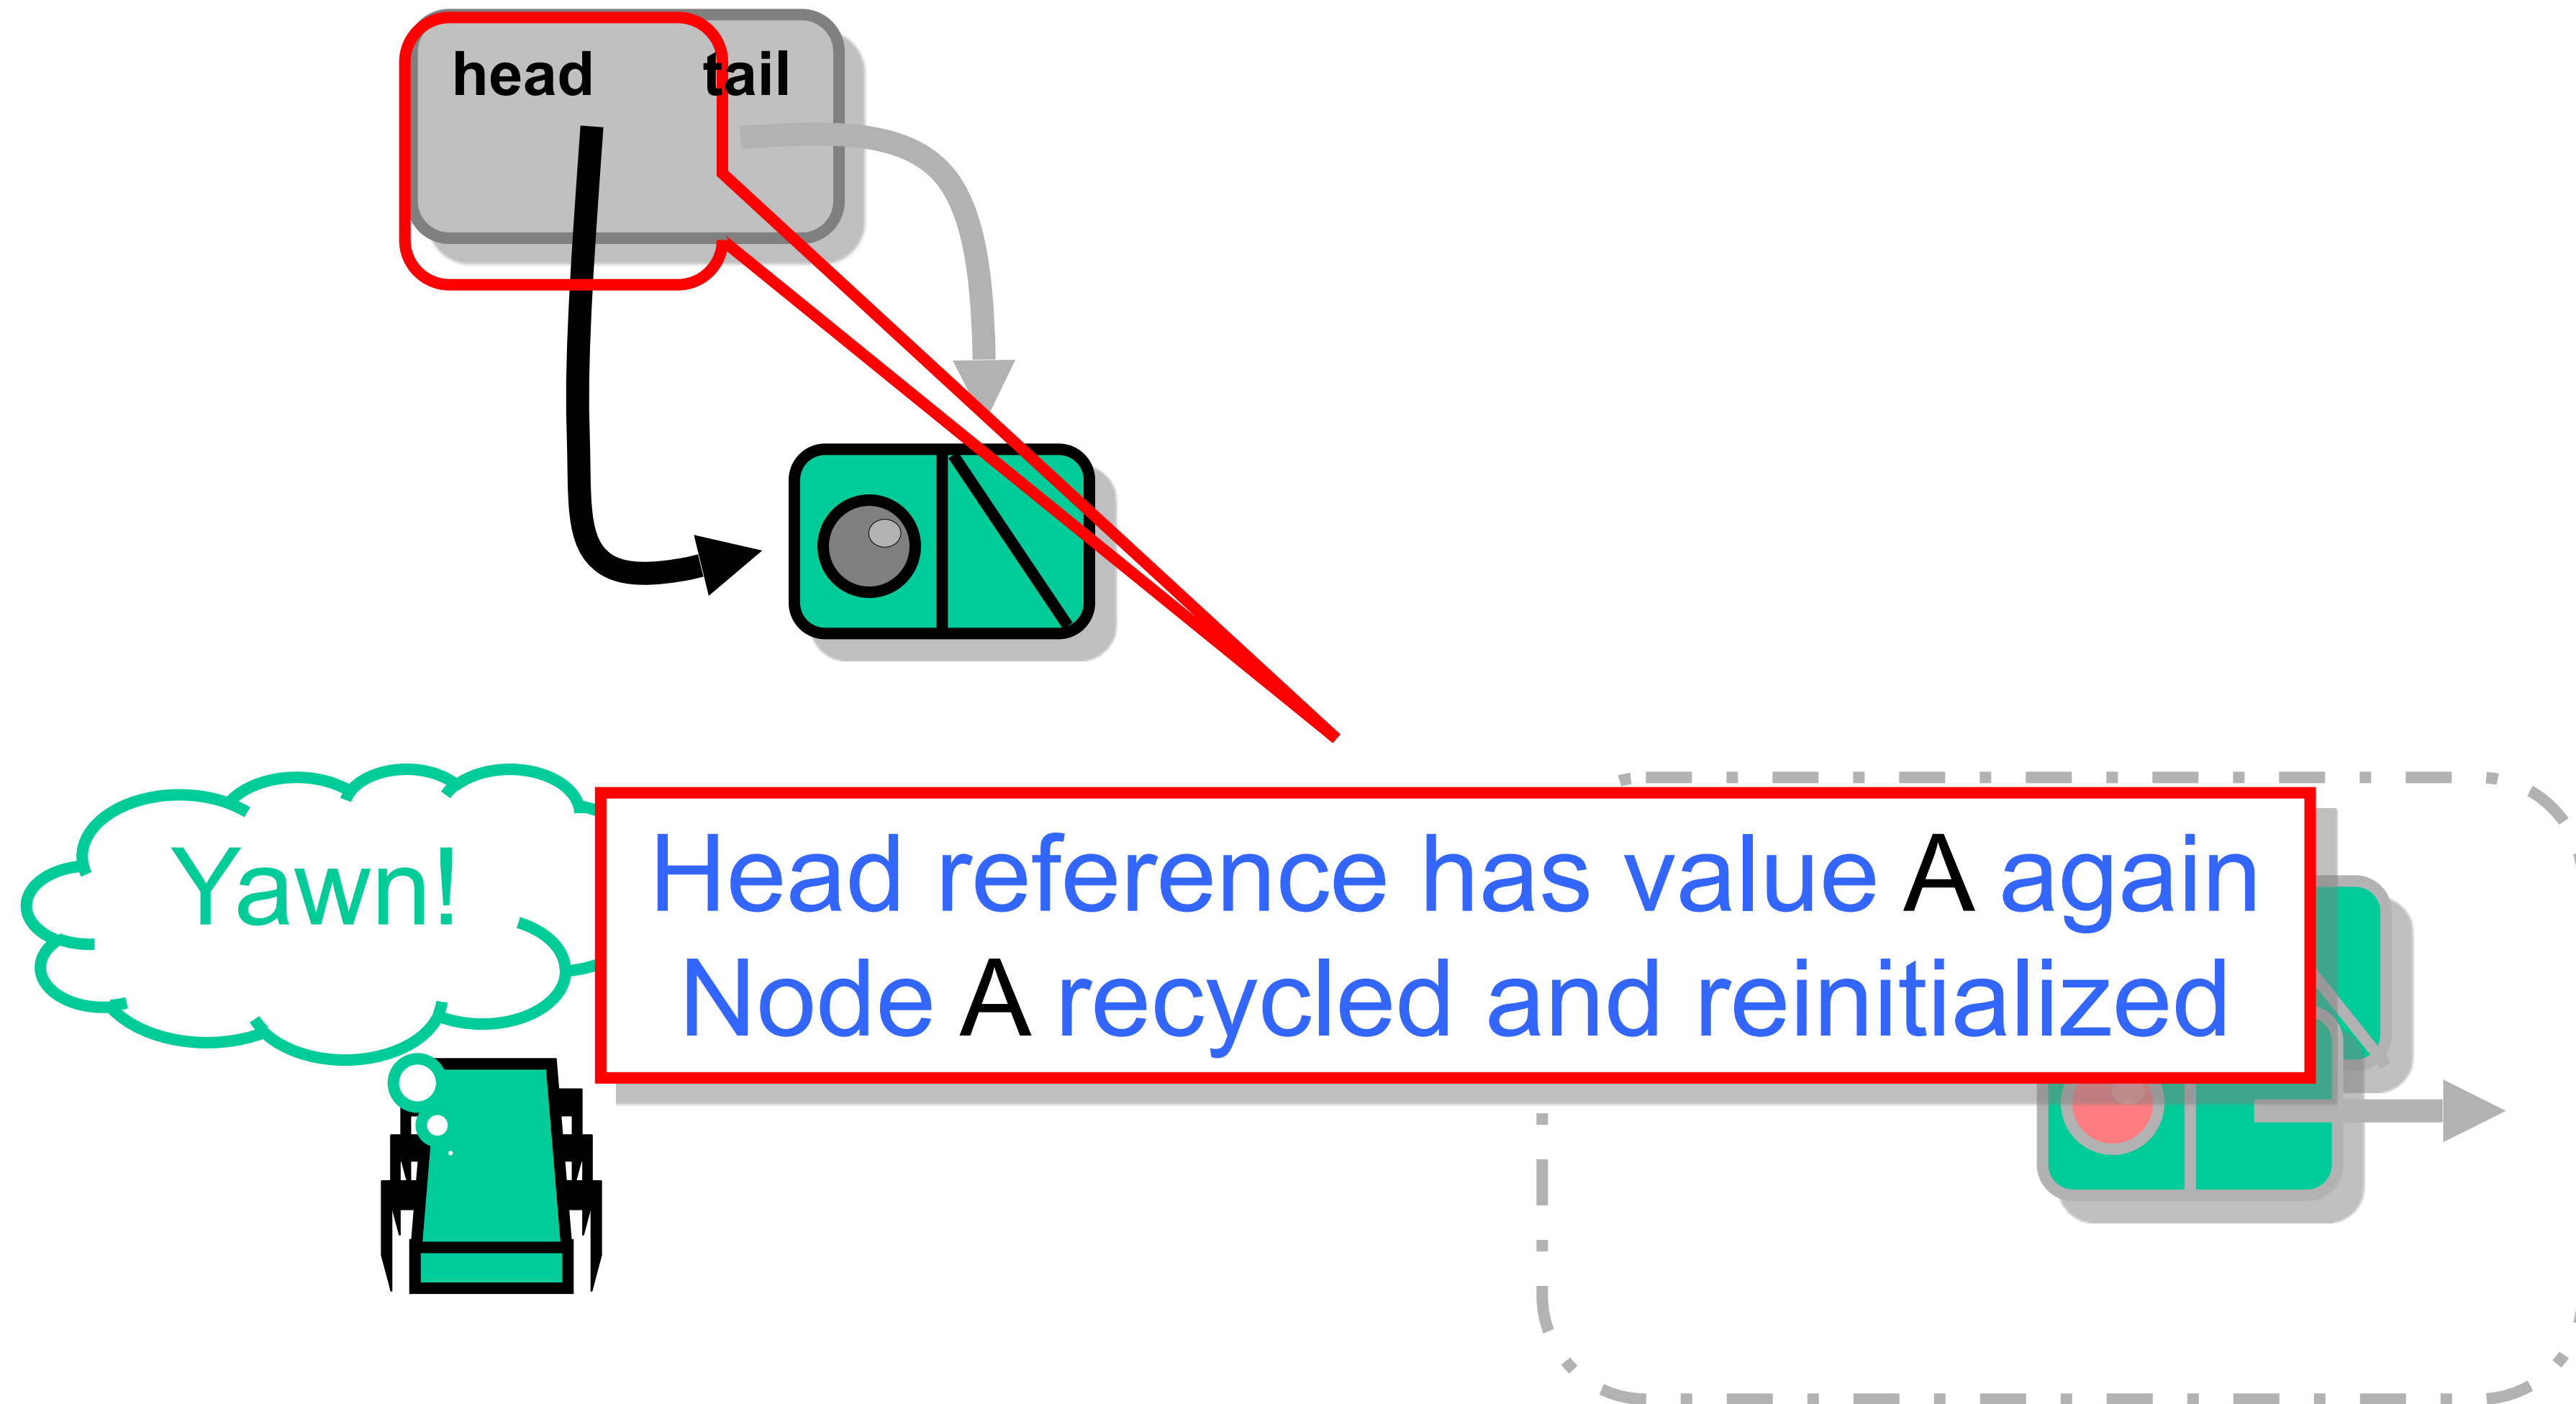 head tail
Yawn!
Head reference has value A again
Node A recycled and reinitialized